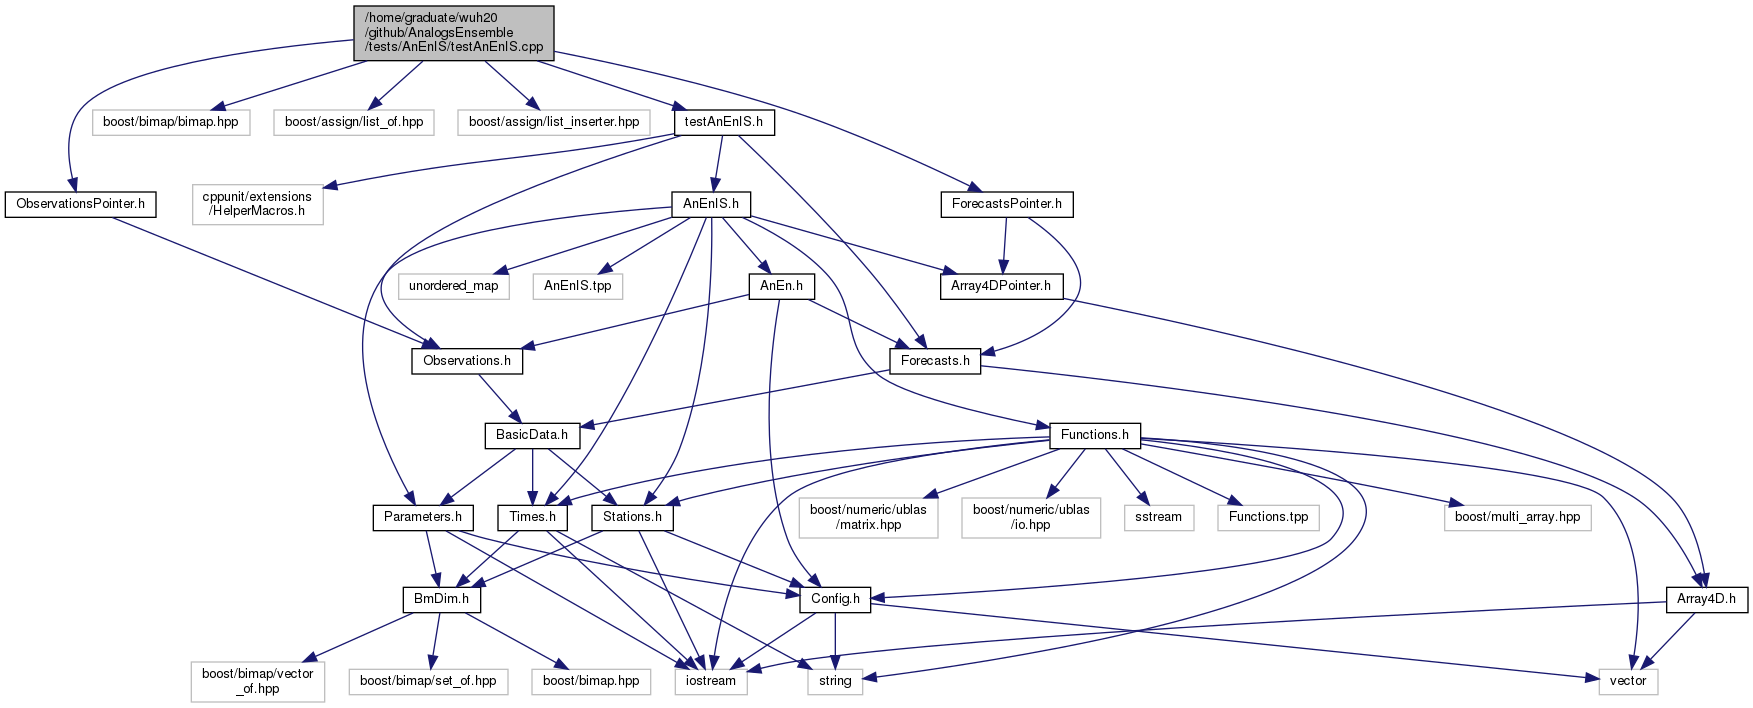 /home/graduate/wuh20
/github/AnalogsEnsemble
/tests/AnEnIS/testAnEnIS.cpp
boost/bimap/bimap.hpp
boost/assign/list_of.hpp
boost/assign/list_inserter.hpp
testAnEnIS.h
ObservationsPointer.h
cppunit/extensions
/HelperMacros.h
AnEnIS.h
ForecastsPointer.h
unordered_map
AnEnIS.tpp
AnEn.h
Array4DPointer.h
Observations.h
Forecasts.h
BasicData.h
Functions.h
Parameters.h
Times.h
Stations.h
boost/numeric/ublas
/matrix.hpp
boost/numeric/ublas
/io.hpp
sstream
Functions.tpp
boost/multi_array.hpp
BmDim.h
Config.h
Array4D.h
boost/bimap/vector
_of.hpp
boost/bimap/set_of.hpp
boost/bimap.hpp
iostream
string
vector